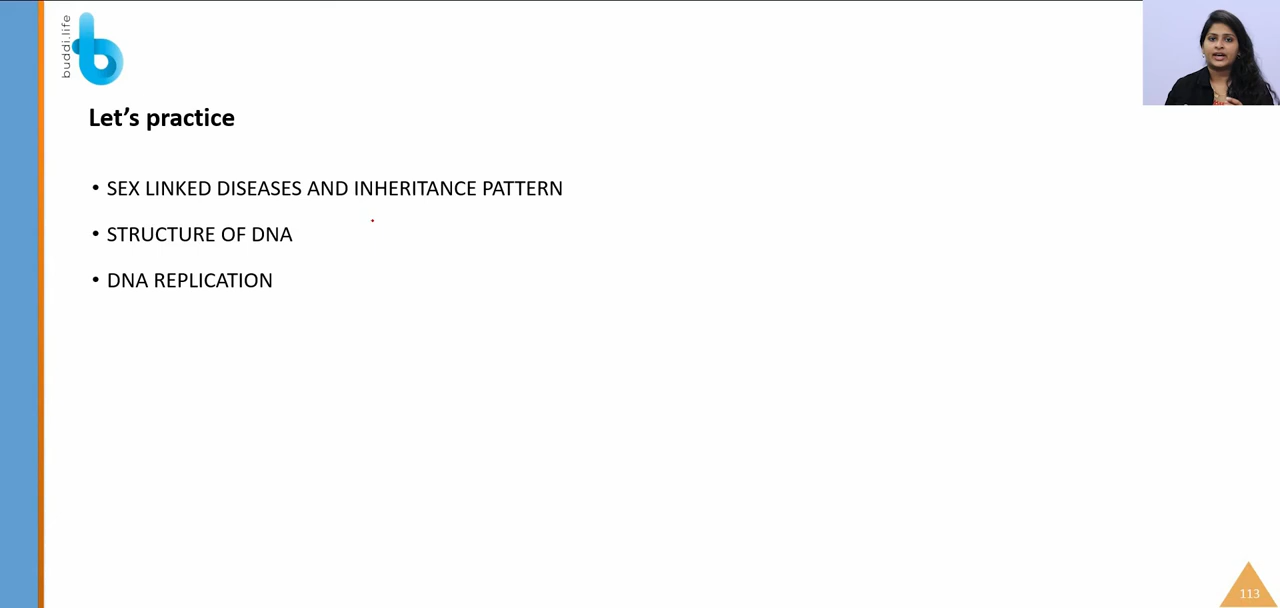 buddi.life
Let's practice
• SEX LINKED DISEASES AND INHERITANCE PATTERN
• STRUCTURE OF DNA
• DNA REPLICATION
113